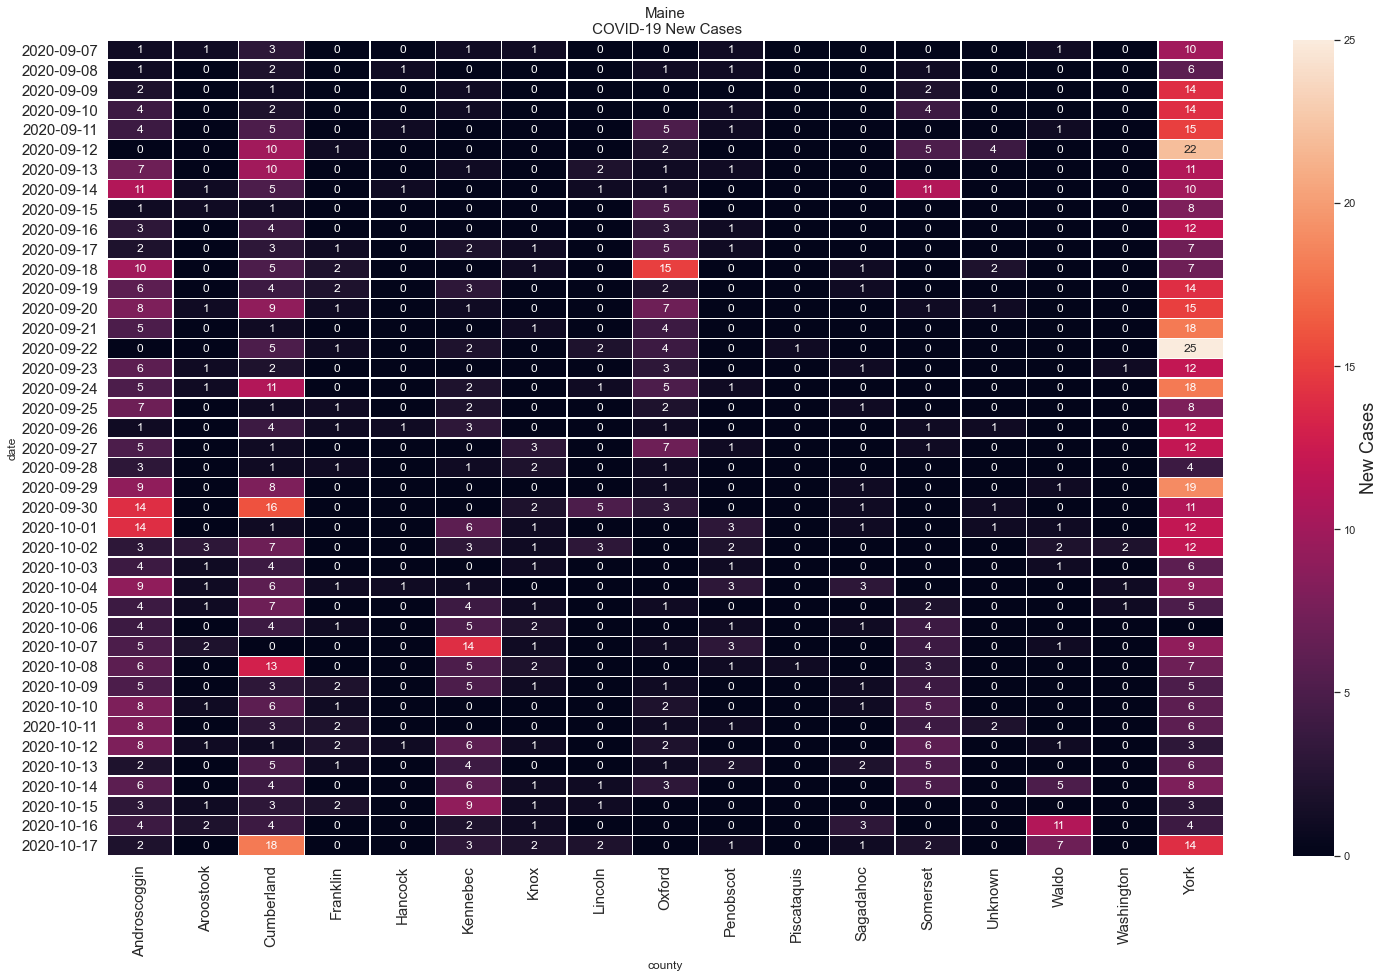 Maine
COVID-19 New Cases
2020-09-07 1 1 3 0 0 1 1 0 0 1 0 0 0 0 1 0 10
2020-09-08 1 0 2 0 1 0 0 0 1 1 0 0 1 0 0 0 6
2020-09-09 2 0 1 0 0 1 0 0 0 0 0 0 2 0 0 0 14
2020-09-10 4 0 2 0 0 1 0 0 0 1 0 0 4 0 0 0 14
2020-09-11 4 0 5 0 1 0 0 0 5 1 0 0 0 0 1 0 15
2020-09-12 0 0 10 1 0 0 0 0 2 0 0 0 5 4 0 0 22
2020-09-13 7 0 10 0 0 1 0 2 1 1 0 0 0 0 0 0 11
2020-09-14 11 1 5 0 1 0 0 1 1 0 0 0 11 0 0 0 10
2020-09-15 1 1 1 0 0 0 0 0 5 0 0 0 0 0 0 0 8
2020-09-16 3 0 4 0 0 0 0 0 3 1 0 0 0 0 0 0 12
2020-09-17 2 0 3 1 0 2 1 0 5 1 0 0 0 0 0 0 7
2020-09-18 10 0 5 2 0 0 1 0 15 0 0 1 0 2 0 0 7
2020-09-19 6 0 4 2 0 3 0 0 2 0 0 1 0 0 0 0 14
2020-09-20 8 1 9 1 0 1 0 0 7 0 0 0 1 1 0 0 15
2020-09-21 5 0 1 0 0 0 1 0 4 0 0 0 0 0 0 0 18
2020-09-22 0 0 5 1 0 2 0 2 4 0 1 0 0 0 0 0 25
2020-09-23 6 1 2 0 0 0 0 0 3 0 0 1 0 0 0 1 12
2020-09-24 5 1 11 0 0 2 0 1 5 1 0 0 0 0 0 0 18
2020-09-25 7 0 1 1 0 2 0 0 2 0 0 1 0 0 0 0 8
2020-09-26 1 0 4 1 1 3 0 0 1 0 0 0 1 1 0 0 12
2020-09-27 5 0 1 0 0 0 3 0 7 1 0 0 1 0 0 0 12
2020-09-28 3 0 1 1 0 1 2 0 1 0 0 0 0 0 0 0 4
2020-09-29 9 0 8 0 0 0 0 0 1 0 0 1 0 0 1 0 19
2020-09-30 14 0 16 0 0 0 2 5 3 0 0 1 0 1 0 0 11
2020-10-01 14 0 1 0 0 6 1 0 0 3 0 1 0 1 1 0 12
2020-10-02 3 3 7 0 0 3 1 3 0 2 0 0 0 0 2 2 12
2020-10-03 4 1 4 0 0 0 1 0 0 1 0 0 0 0 1 0 6
2020-10-04 9 1 6 1 1 1 0 0 0 3 0 3 0 0 0 1 9
2020-10-05 4 1 7 0 0 4 1 0 1 0 0 0 2 0 0 1 5
2020-10-06 4 0 4 1 0 5 2 0 0 1 0 1 4 0 0 0 0
2020-10-07 5 2 0 0 0 14 1 0 1 3 0 0 4 0 1 0 9
2020-10-08 6 0 13 0 0 5 2 0 0 1 1 0 3 0 0 0 7
2020-10-09 5 0 3 2 0 5 1 0 1 0 0 1 4 0 0 0 5
2020-10-10 8 1 6 1 0 0 0 0 2 0 0 1 5 0 0 0 6
2020-10-11 8 0 3 2 0 0 0 0 1 1 0 0 4 2 0 0 6
2020-10-12 8 1 1 2 1 6 1 0 2 0 0 0 6 0 1 0 3
2020-10-13 2 0 5 1 0 4 0 0 1 2 0 2 5 0 0 0 6
2020-10-14 6 0 4 0 0 6 1 1 3 0 0 0 5 0 5 0 8
2020-10-15 3 1 3 2 0 9 1 1 0 0 0 0 0 0 0 0 3
2020-10-16 4 2 4 0 0 2 1 0 0 0 0 3 0 0 11 0 4
2020-10-17 2 0 18 0 0 3 2 2 0 1 0 1 2 0 7 0 14
date
Androscoggin
Aroostook
Cumberland
Franklin
Hancock
Kennebec
Knox
Lincoln
Oxford
Penobscot
Piscataquis
Sagadahoc
Somerset
Unknown
Waldo
Washington
York
county
25
20
15
10
5
0
New Cases